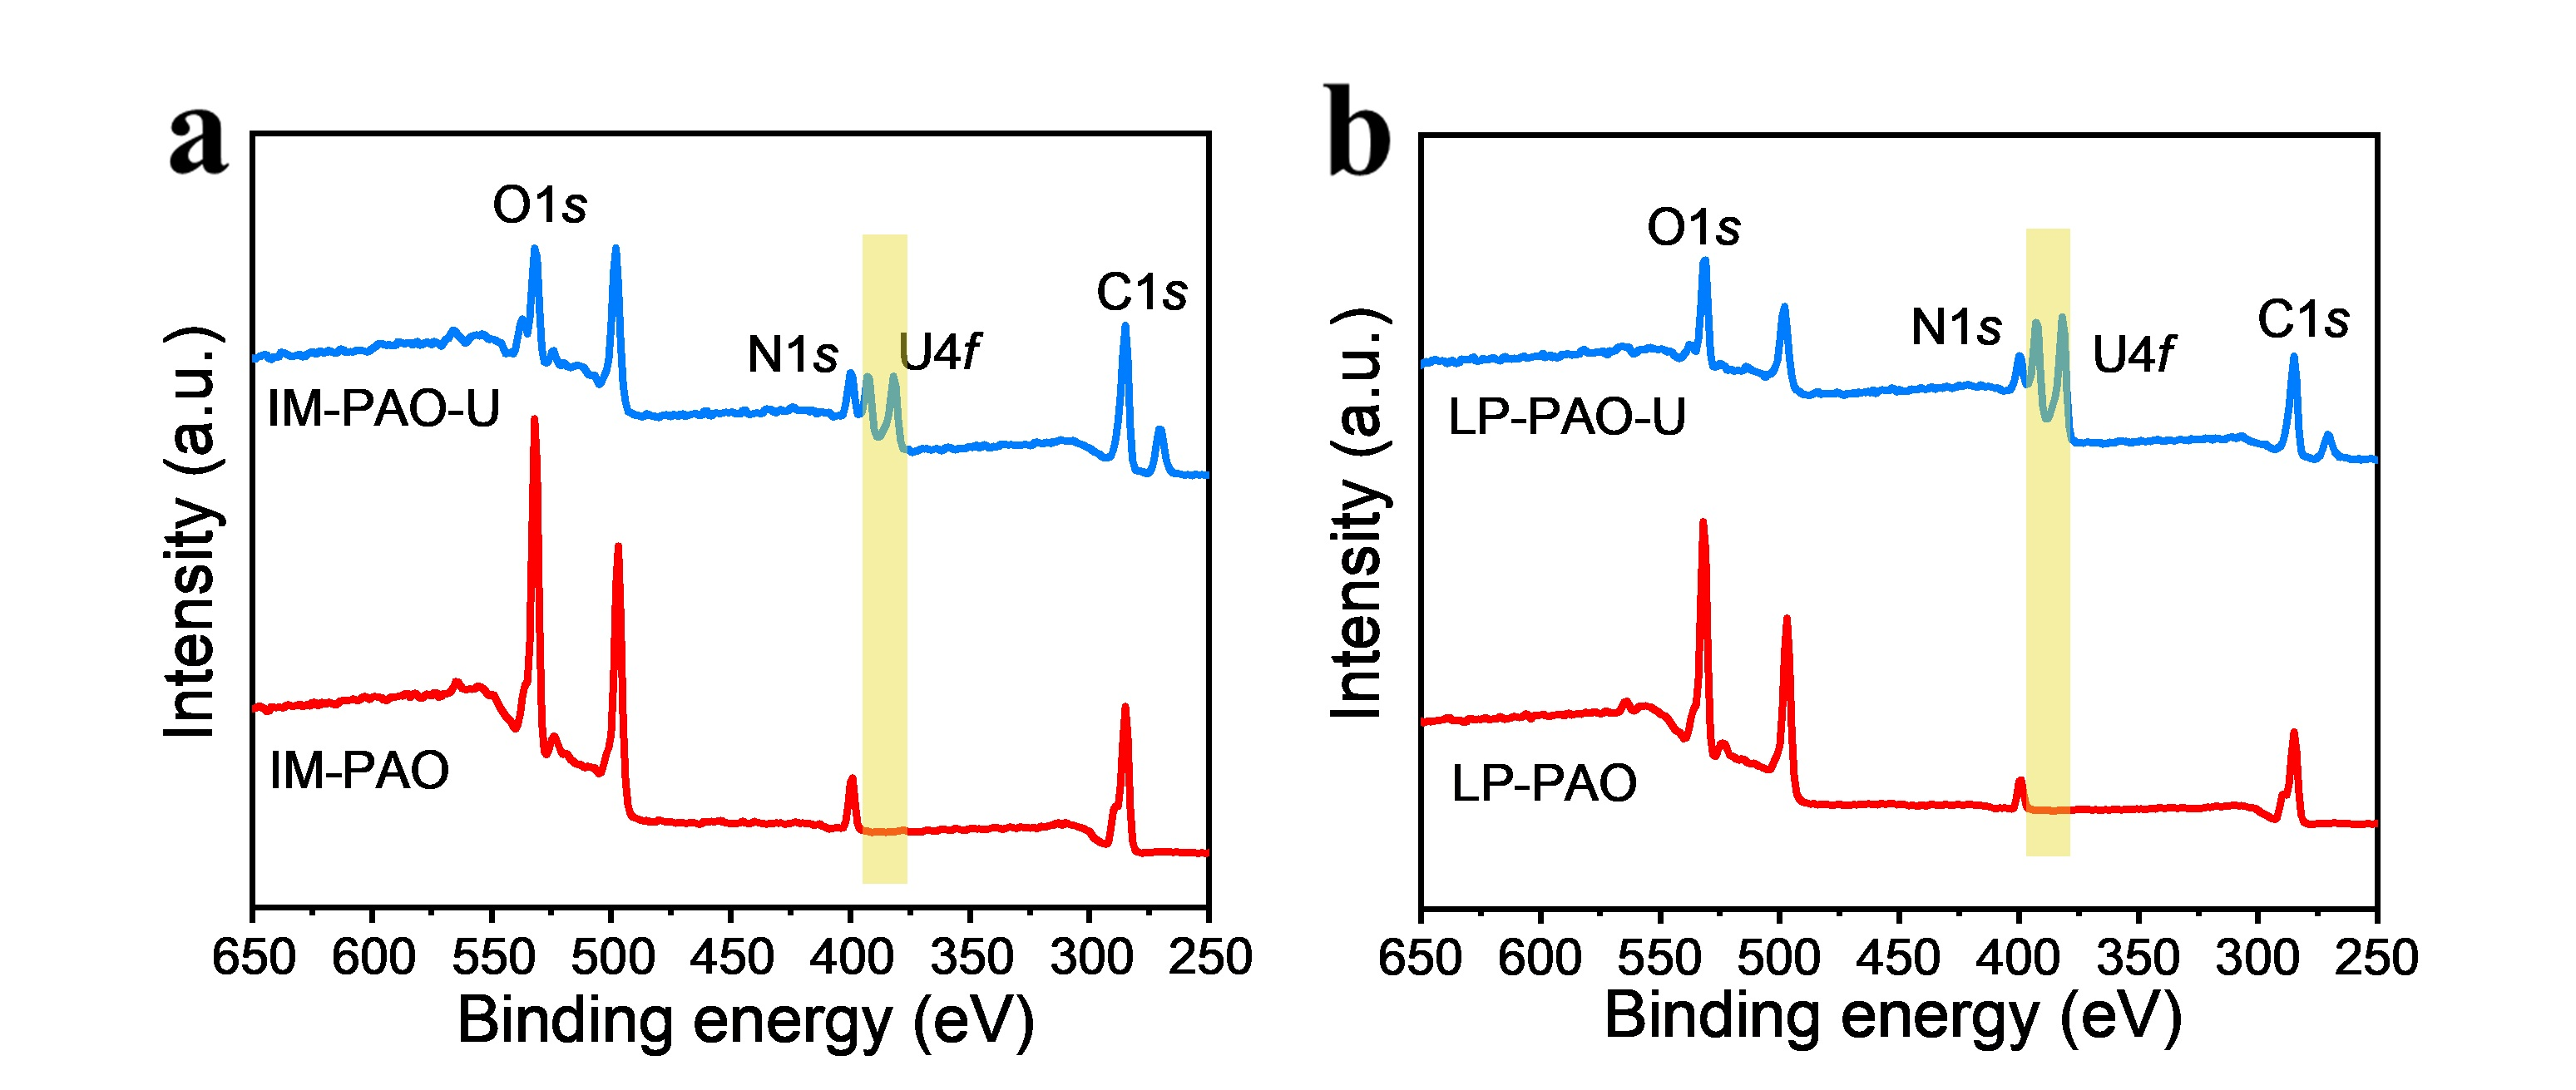 a
O1s
C1s
N1s
U4f
IM-PAO-U
IM-PAO
Intensity (a.u.)
650 600 550 500 450 400 350 300 250
Binding energy (eV)
b
O1s
N1s
C1s
U4f
LP-PAO-U
LP-PAO
Intensity (a.u.)
650 600 550 500 450 400 350 300 250
Binding energy (eV)